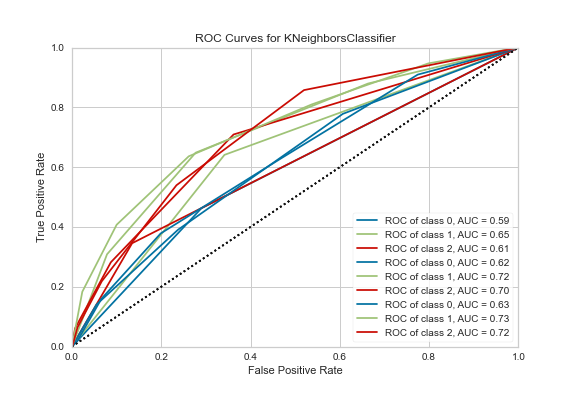 ROC Curves for KNeighborsClassifier
True Positive Rate
1.0
0.8
0.6
0.4
0.2
0.0
ROC of class 0, AUC = 0.59
ROC of class 1, AUC = 0.65
ROC of class 2, AUC = 0.61
ROC of class 0, AUC = 0.62
ROC of class 1, AUC = 0.72
ROC of class 2, AUC = 0.70
ROC of class 0, AUC = 0.63
ROC of class 1, AUC = 0.73
ROC of class 2, AUC = 0.72
0.0 0.2 0.4 0.6 0.8 1.0
False Positive Rate